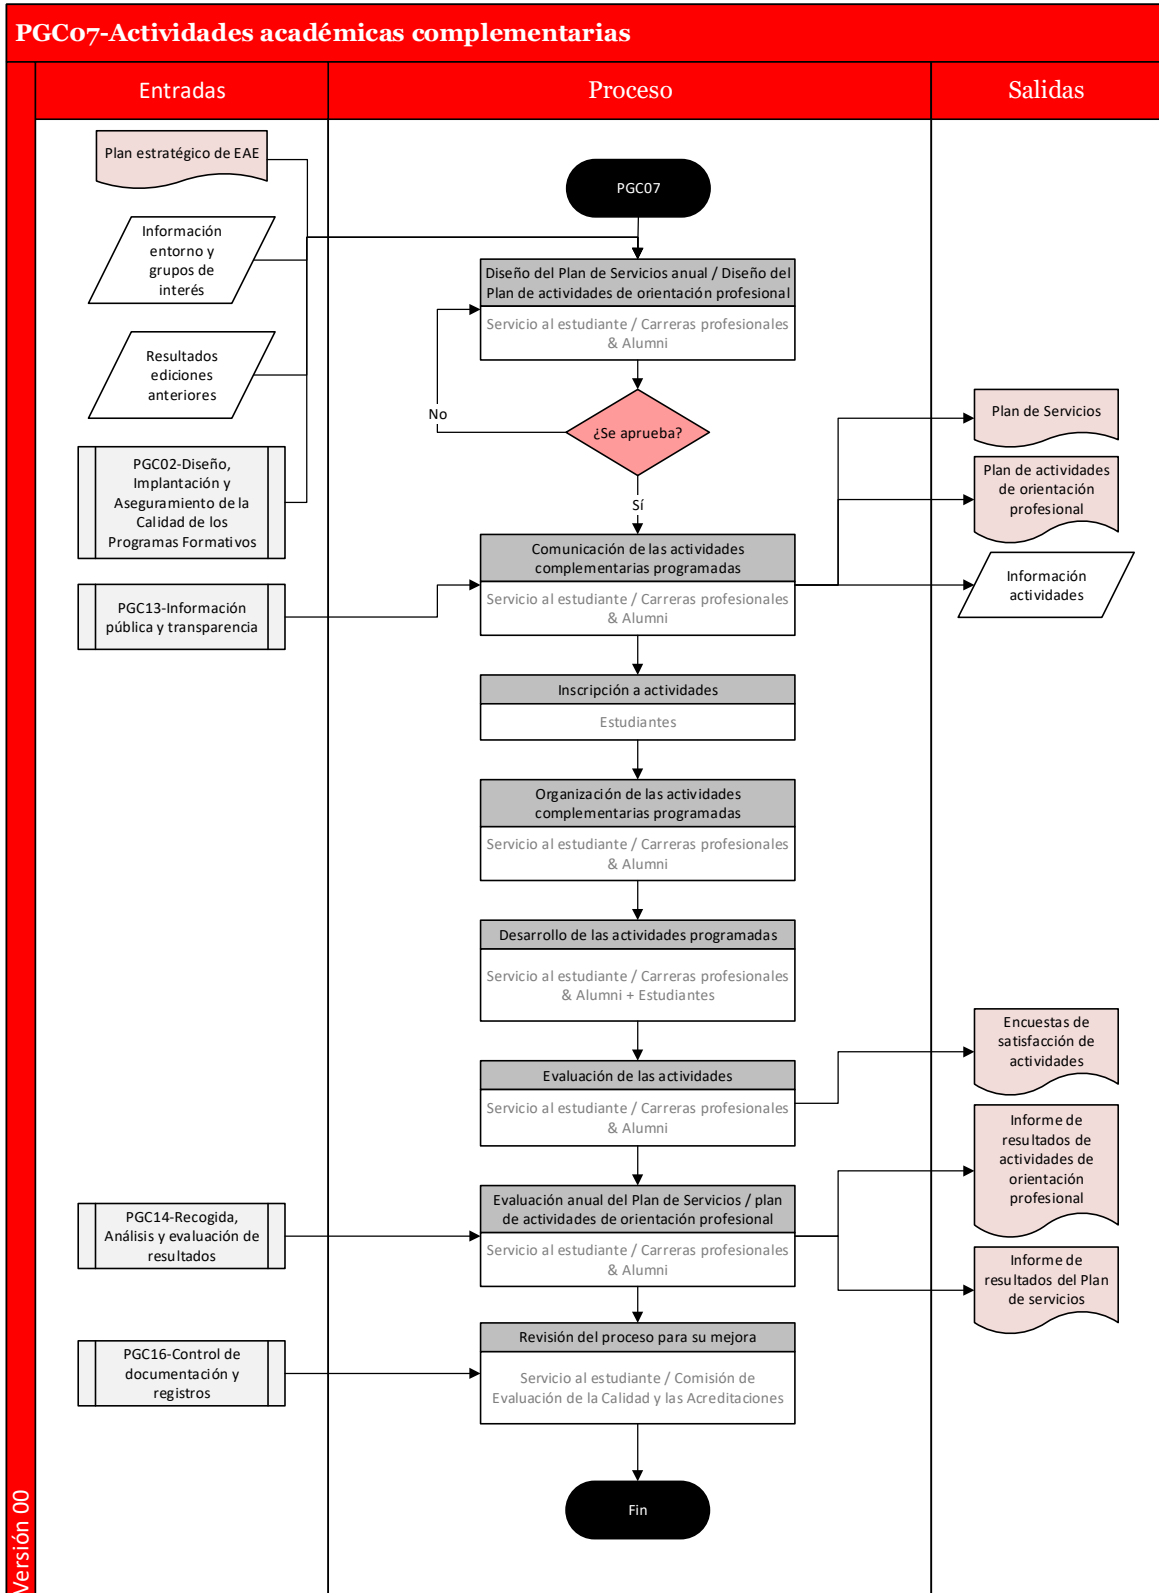 PGC07-Actividades académicas complementarias
Entradas
Proceso
Salidas
Plan estratégico de EAE
Información
entorno y
grupos de
interés
Resultados
ediciones
anteriores
PGC02-Diseño,
Implantación y
Aseguramiento de la
Calidad de los
Programas Formativos
PGC13-Información
pública y transparencia
PGC14-Recogida,
Análisis y evaluación de
resultados
PGC16-Control de
documentación y
registros
PGC07
Diseño del Plan de Servicios anual / Diseño del
Plan de actividades de orientación profesional
Servicio al estudiante / Carreras profesionales
& Alumni
No
¿Se aprueba?
Sí
Comunicación de las actividades
complementarias programadas
Servicio al estudiante / Carreras profesionales
& Alumni
Inscripción a actividades
Estudiantes
Organización de las actividades
complementarias programadas
Servicio al estudiante / Carreras profesionales
& Alumni
Desarrollo de las actividades programadas
Servicio al estudiante / Carreras profesionales
& Alumni + Estudiantes
Evaluación de las actividades
Servicio al estudiante / Carreras profesionales
& Alumni
Evaluación anual del Plan de Servicios / plan
de actividades de orientación profesional
Servicio al estudiante / Carreras profesionales
& Alumni
Revisión del proceso para su mejora
Servicio al estudiante / Comisión de
Evaluación de la Calidad y las Acreditaciones
Fin
Plan de Servicios
Plan de actividades
de orientación
profesional
Información
actividades
Encuestas de
satisfacción de
actividades
Informe de
resultados de
actividades de
orientación
profesional
Informe de
resultados del Plan
de servicios
Versión 00